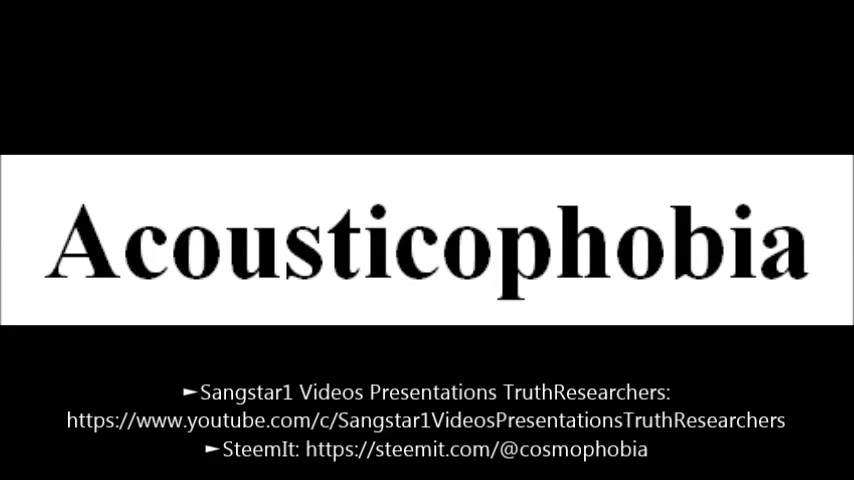 Acousticophobia
►Sangstar1 Videos Presentations TruthResearchers:
https://www.youtube.com/c/Sangstar1VideosPresentationsTruthResearchers
►SteemIt: https://steemit.com/@cosmophobia